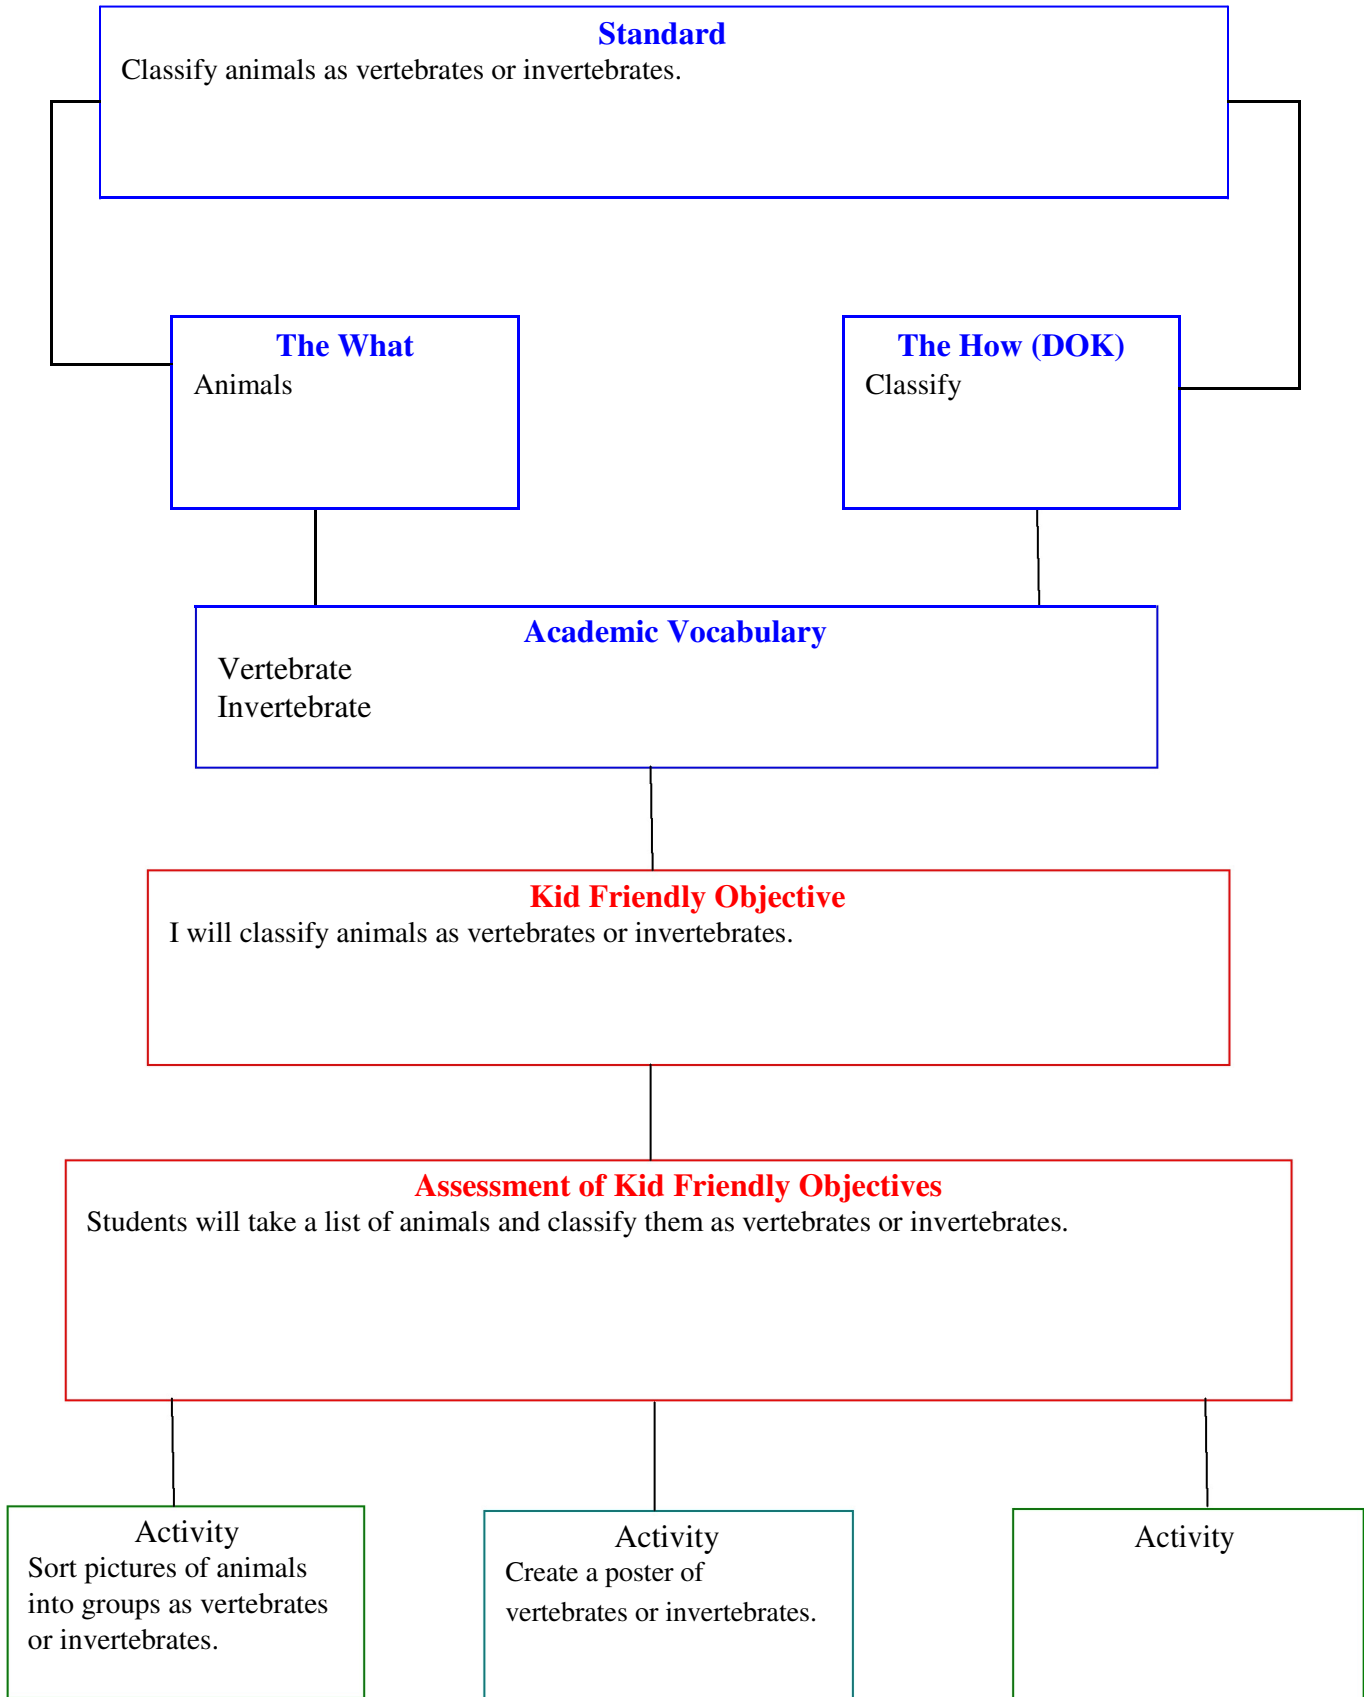 Standard
Classify animals as vertebrates or invertebrates.
The What
Animals
The How (DOK)
Classify
Academic Vocabulary
Vertebrate
Invertebrate
Kid Friendly Objective
I will classify animals as vertebrates or invertebrates.
Assessment of Kid Friendly Objectives
Students will take a list of animals and classify them as vertebrates or invertebrates.
Activity
Sort pictures of animals
into groups as vertebrates
or invertebrates.
Activity
Create a poster of
vertebrates or invertebrates.
Activity